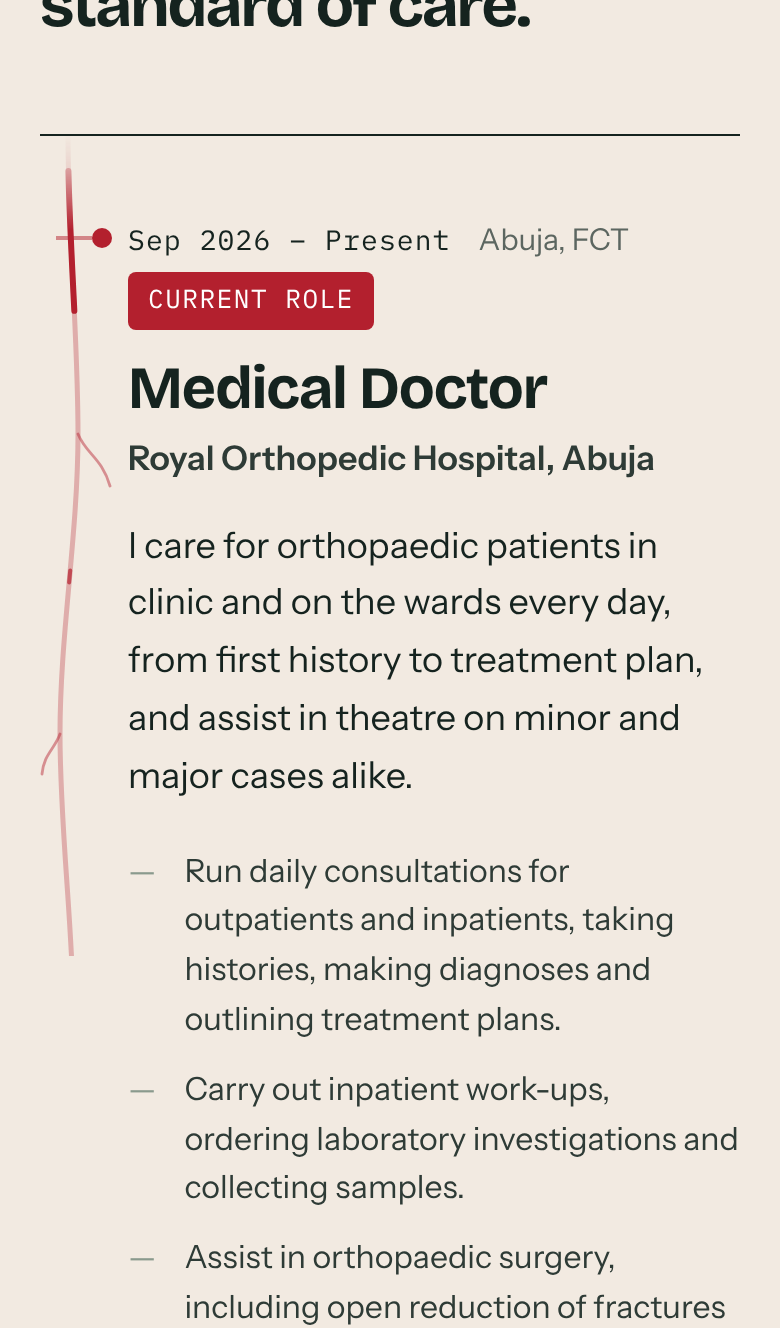 standard of care.
Sep 2026 – Present Abuja, FCT
CURRENT ROLE
Medical Doctor
Royal Orthopedic Hospital, Abuja
I care for orthopaedic patients in
clinic and on the wards every day,
from first history to treatment plan,
and assist in theatre on minor and
major cases alike.
— Run daily consultations for
outpatients and inpatients, taking
histories, making diagnoses and
outlining treatment plans.
— Carry out inpatient work-ups,
ordering laboratory investigations and
collecting samples.
— Assist in orthopaedic surgery,
including open reduction of fractures